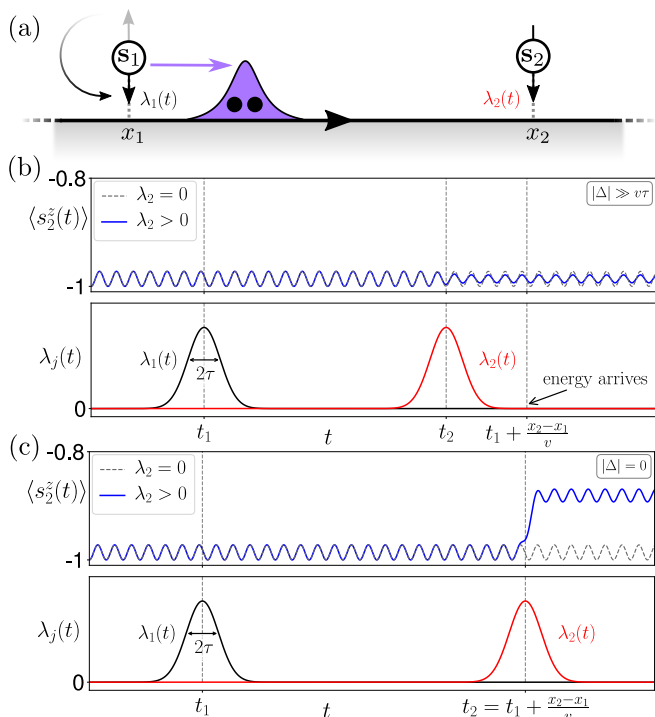 (a)
s₁
λ₁(t)
x₁
s₂
λ₂(t)
x₂
(b)
-0.8
⟨s₂ᶻ(t)⟩
-1
λ₂ = 0
λ₂ > 0
|Δ| ≫ vτ
λⱼ(t)
0
λ₁(t)
2τ
λ₂(t)
energy arrives
t₁
t
t₂
t₁ + (x₂−x₁)/v
(c)
-0.8
⟨s₂ᶻ(t)⟩
-1
λ₂ = 0
λ₂ > 0
|Δ| = 0
λⱼ(t)
0
λ₁(t)
2τ
λ₂(t)
t₁
t
t₂ = t₁ + (x₂−x₁)/v